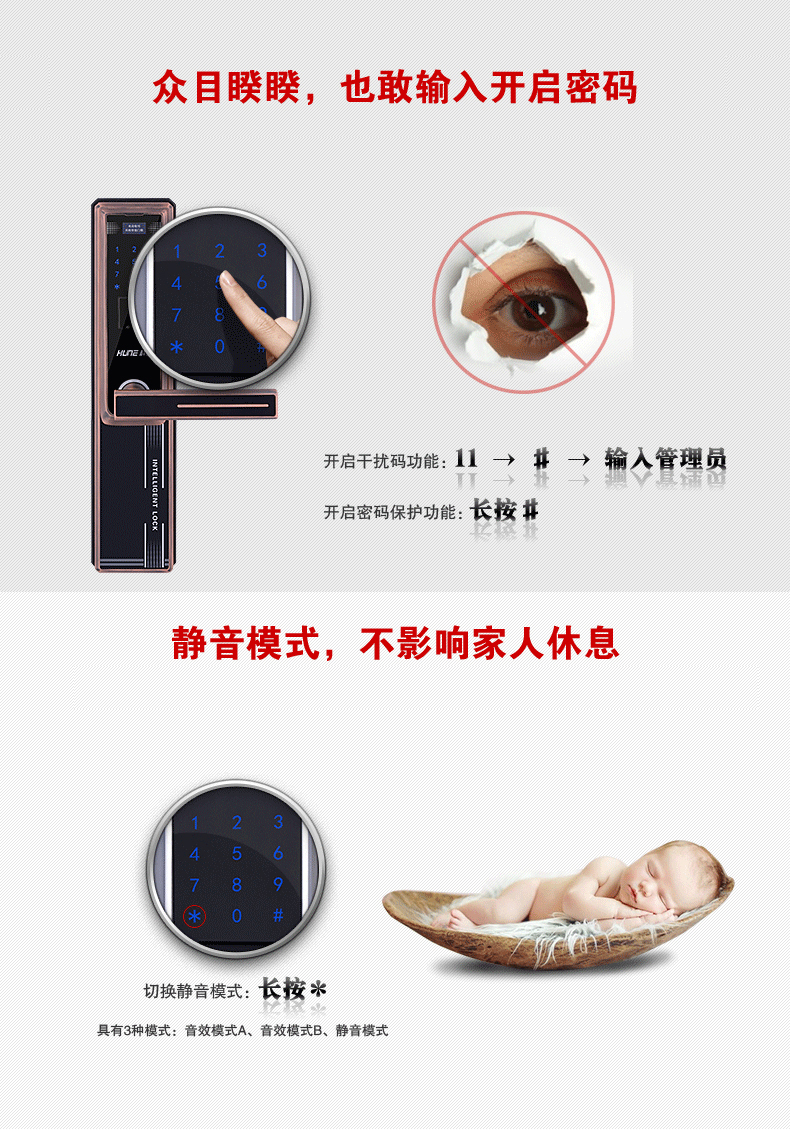 众目睽睽，也敢输入开启密码
1 2 3
4 5 6
7 8
* 0 #
HUNE
INTELLIGENT LOCK
开启干扰码功能：11 → # → 输入管理员
开启密码保护功能：长按#
静音模式，不影响家人休息
1 2 3
4 5 6
7 8 9
* 0 #
切换静音模式：长按*
具有3种模式：音效模式A、音效模式B、静音模式